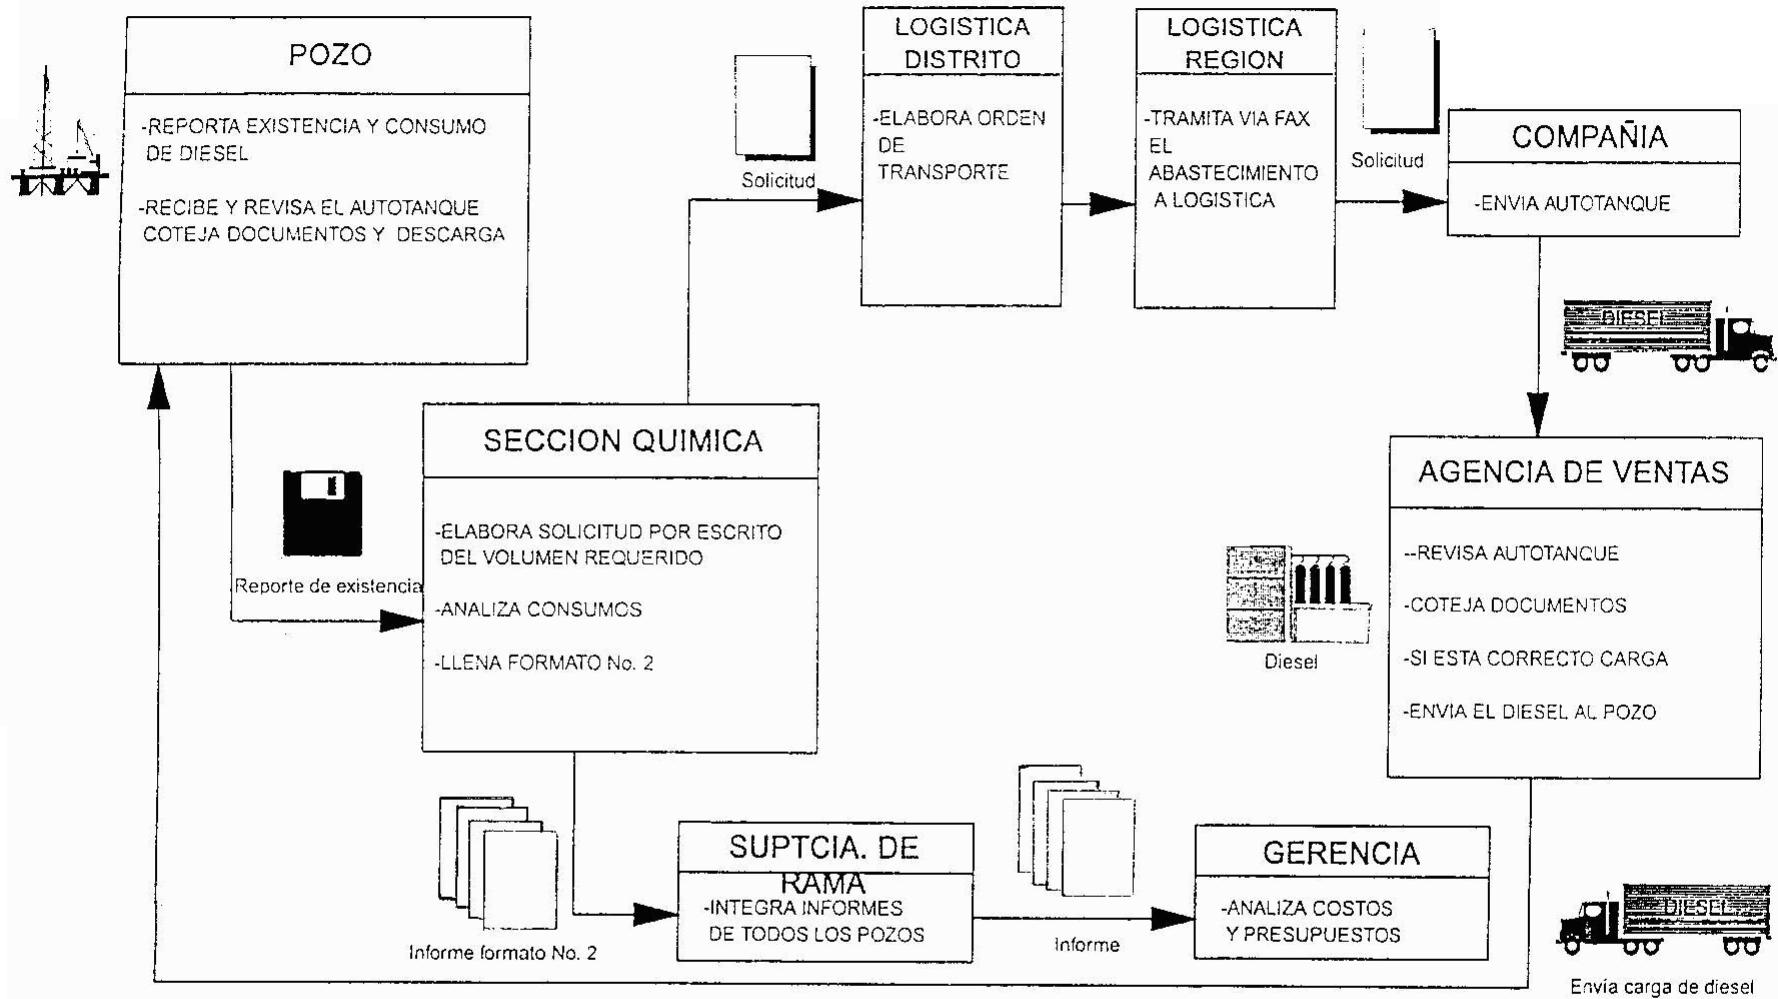 POZO
-REPORTA EXISTENCIA Y CONSUMO
DE DIESEL
-RECIBE Y REVISA EL AUTOTANQUE
COTEJA DOCUMENTOS Y DESCARGA
Solicitud
LOGISTICA
DISTRITO
-ELABORA ORDEN
DE
TRANSPORTE
LOGISTICA
REGION
-TRAMITA VIA FAX
EL
ABASTECIMIENTO
A LOGISTICA
Solicitud
COMPAÑIA
-ENVIA AUTOTANQUE
DIESEL
Reporte de existencia
SECCION QUIMICA
-ELABORA SOLICITUD POR ESCRITO
DEL VOLUMEN REQUERIDO
-ANALIZA CONSUMOS
-LLENA FORMATO No. 2
Diesel
AGENCIA DE VENTAS
--REVISA AUTOTANQUE
-COTEJA DOCUMENTOS
-SI ESTA CORRECTO CARGA
-ENVIA EL DIESEL AL POZO
Informe formato No. 2
SUPTCIA. DE
RAMA
-INTEGRA INFORMES
DE TODOS LOS POZOS
Informe
GERENCIA
-ANALIZA COSTOS
Y PRESUPUESTOS
DIESEL
Envía carga de diesel